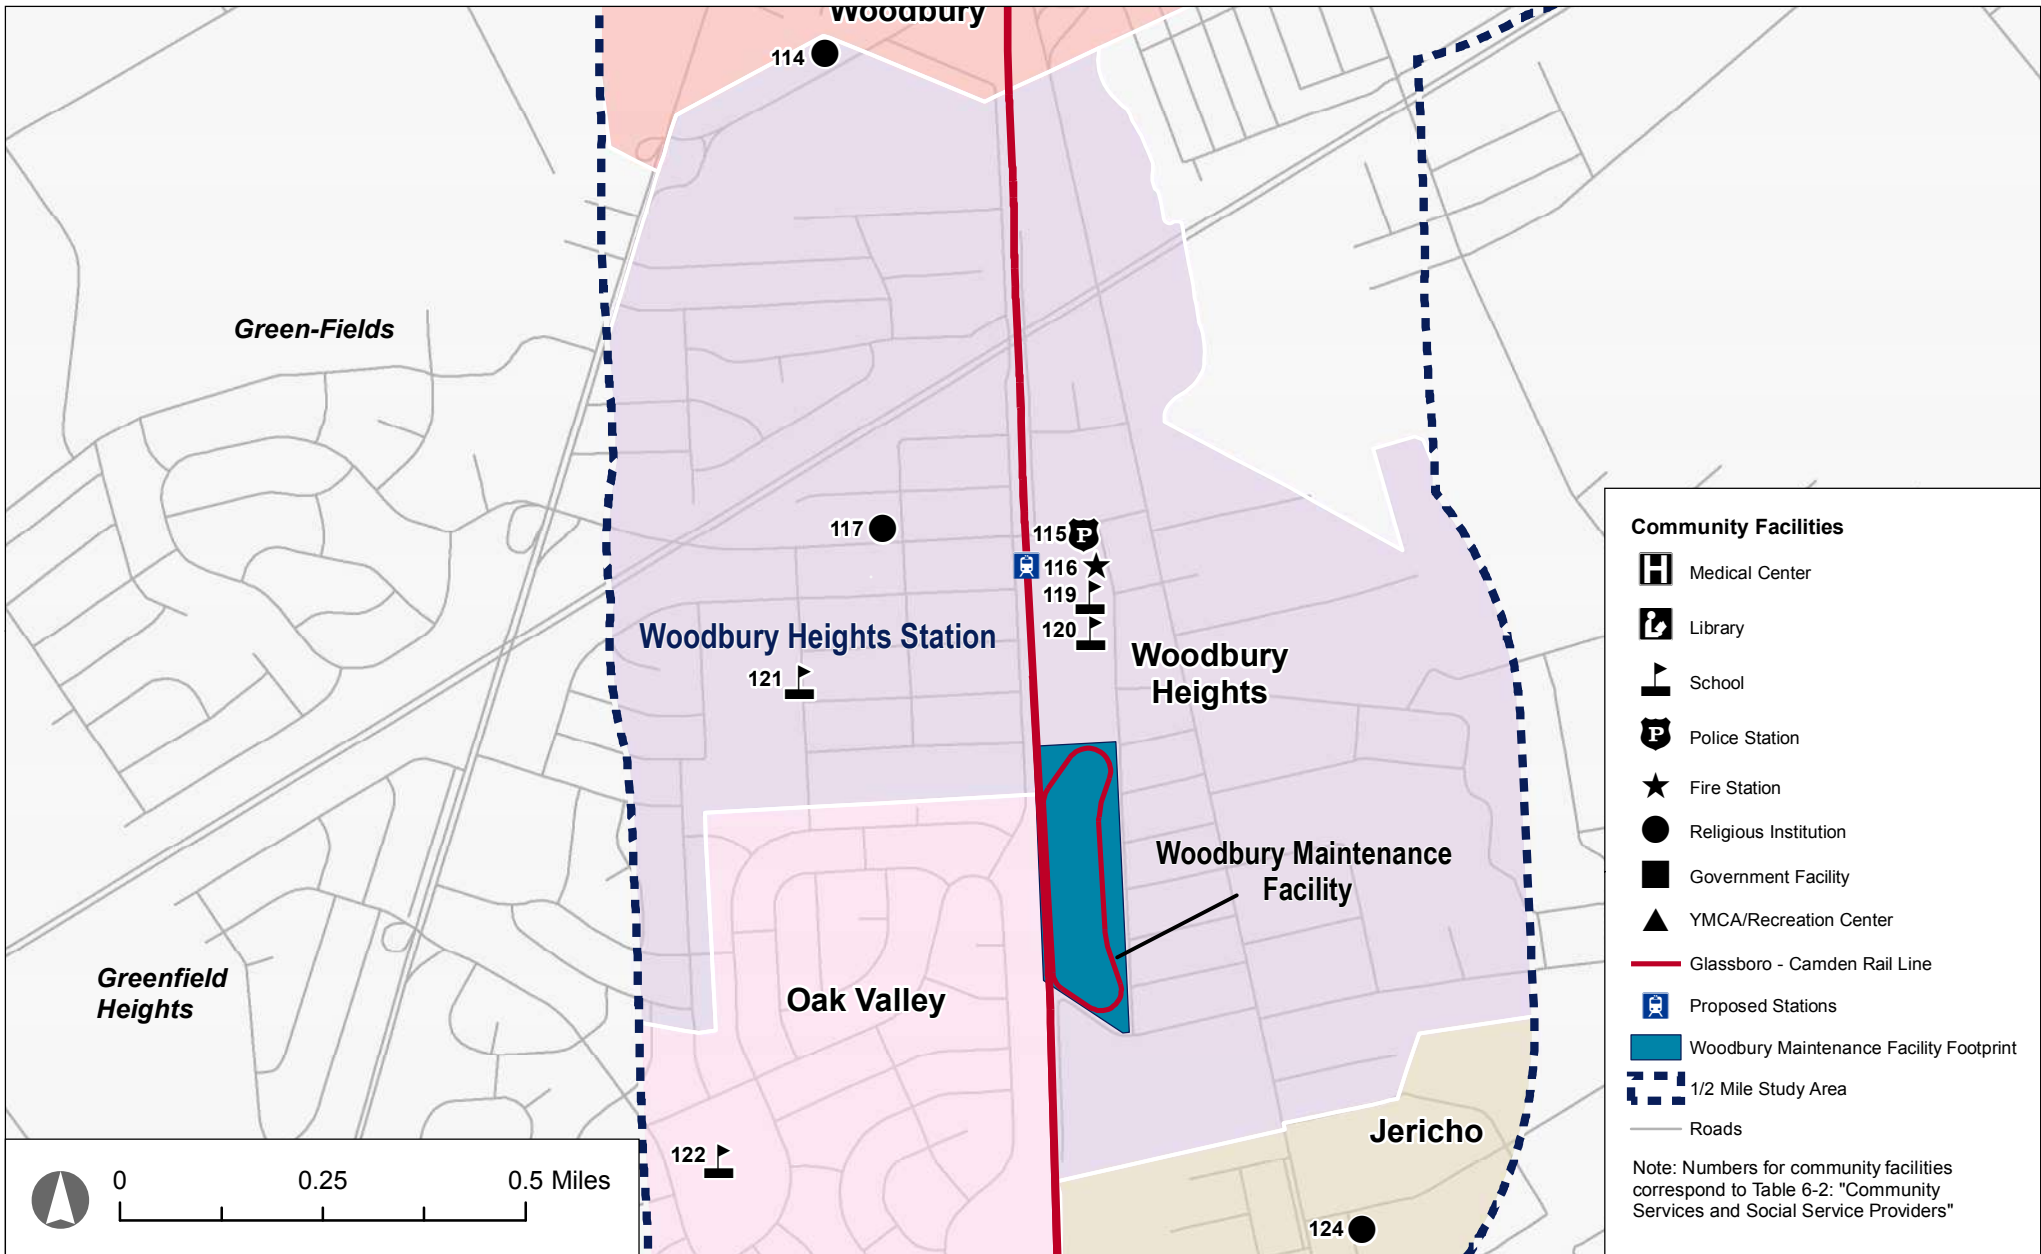 Woodbury
114
Green-Fields
117
115
P
116
119
120
Woodbury Heights Station
121
Woodbury
Heights
Woodbury Maintenance
Facility
Greenfield
Heights
Oak Valley
Jericho
122
124
0 0.25 0.5 Miles
Community Facilities
H Medical Center
Library
School
P Police Station
Fire Station
Religious Institution
Government Facility
YMCA/Recreation Center
Glassboro - Camden Rail Line
Proposed Stations
Woodbury Maintenance Facility Footprint
1/2 Mile Study Area
Roads
Note: Numbers for community facilities
correspond to Table 6-2: "Community
Services and Social Service Providers"